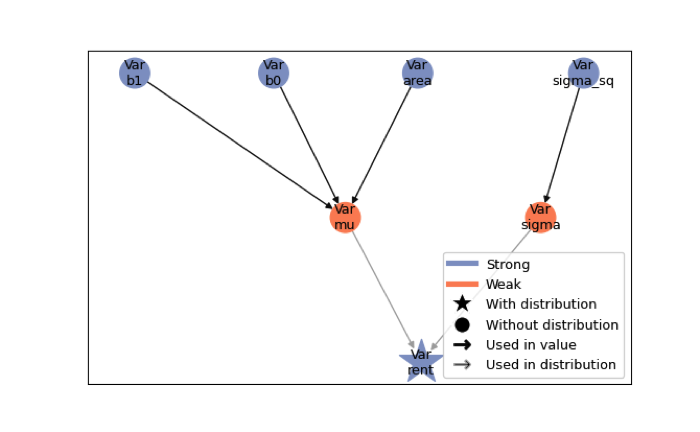 Var
b1
Var
b0
Var
area
Var
sigma_sq
Var
mu
Var
sigma
Var
rent
Strong
Weak
With distribution
Without distribution
Used in value
Used in distribution